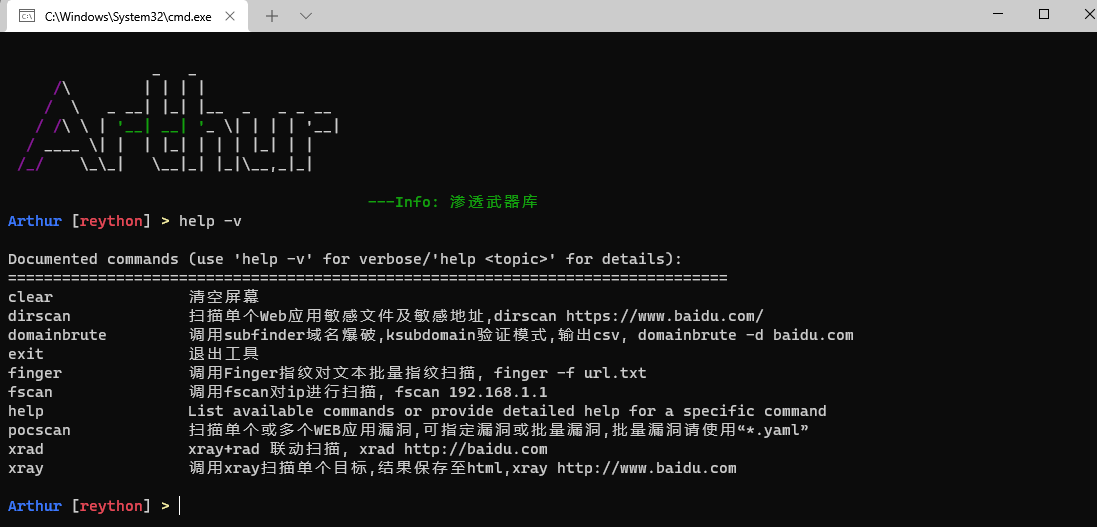 C:\Windows\System32\cmd.exe
Arthur
---Info: 渗透武器库
Arthur [reython] > help -v
Documented commands (use 'help -v' for verbose/'help <topic>' for details):
================================================================================
clear 清空屏幕
dirscan 扫描单个Web应用敏感文件及敏感地址,dirscan https://www.baidu.com/
domainbrute 调用subfinder域名爆破,ksubdomain验证模式,输出csv, domainbrute -d baidu.com
exit 退出工具
finger 调用Finger指纹对文本批量指纹扫描, finger -f url.txt
fscan 调用fscan对ip进行扫描, fscan 192.168.1.1
help List available commands or provide detailed help for a specific command
pocscan 扫描单个或多个WEB应用漏洞,可指定漏洞或批量漏洞,批量漏洞请使用“*.yaml”
xrad xray+rad 联动扫描, xrad http://baidu.com
xray 调用xray扫描单个目标,结果保存至html,xray http://www.baidu.com
Arthur [reython] >